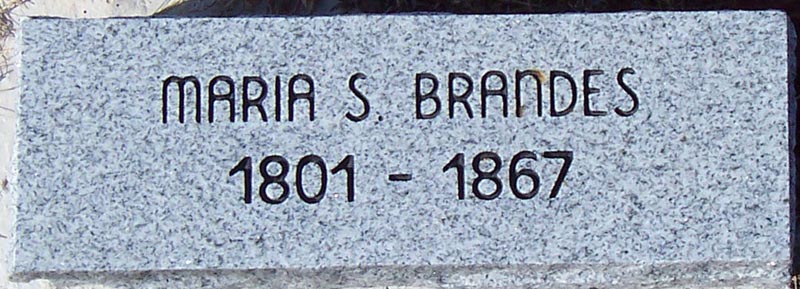 MARIA S. BRANDES
1801 - 1867